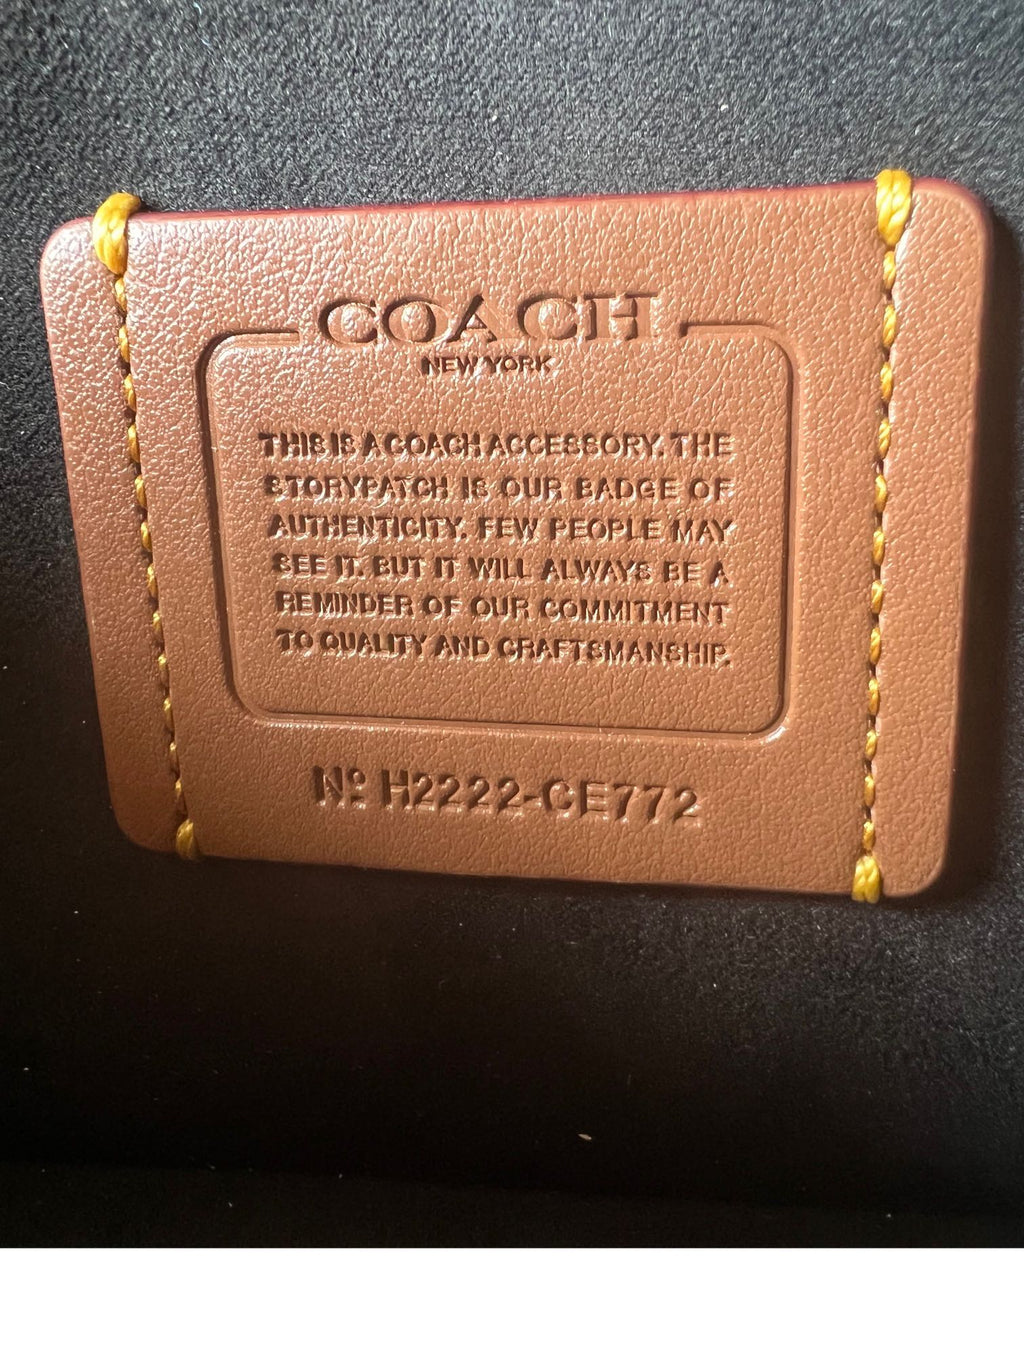 COACH
NEW YORK
THIS IS A COACH ACCESSORY. THE
STORYPATCH IS OUR BADGE OF
AUTHENTICITY. FEW PEOPLE MAY
SEE IT. BUT IT WILL ALWAYS BE A
REMINDER OF OUR COMMITMENT
TO QUALITY AND CRAFTSMANSHIP.
Nº H2222-CE772